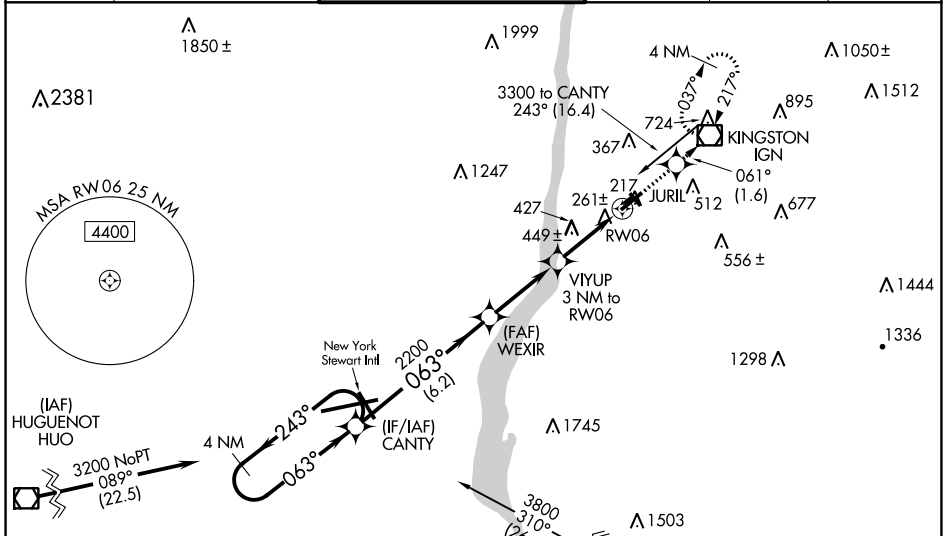 1850 ±
1999
4 NM
1050 ±
2381
3300 to CANTY
243° (16.4)
037°
217°
1512
895
724
367
KINGSTON
IGN
1247
MSA RW06 25 NM
4400
061°
(1.6)
JURIL
217
261 ±
512
677
427
449 ±
RW06
556 ±
VIYUP
3 NM to
RW06
1444
(FAF)
WEXIR
1336
New York
Stewart Intl
2200
063°
(6.2)
1298
(IAF)
HUGUENOT
HUO
243°
(IF/IAF)
CANTY
1745
4 NM
063°
3200 NoPT
089°
(22.5)
3800
310°
1503